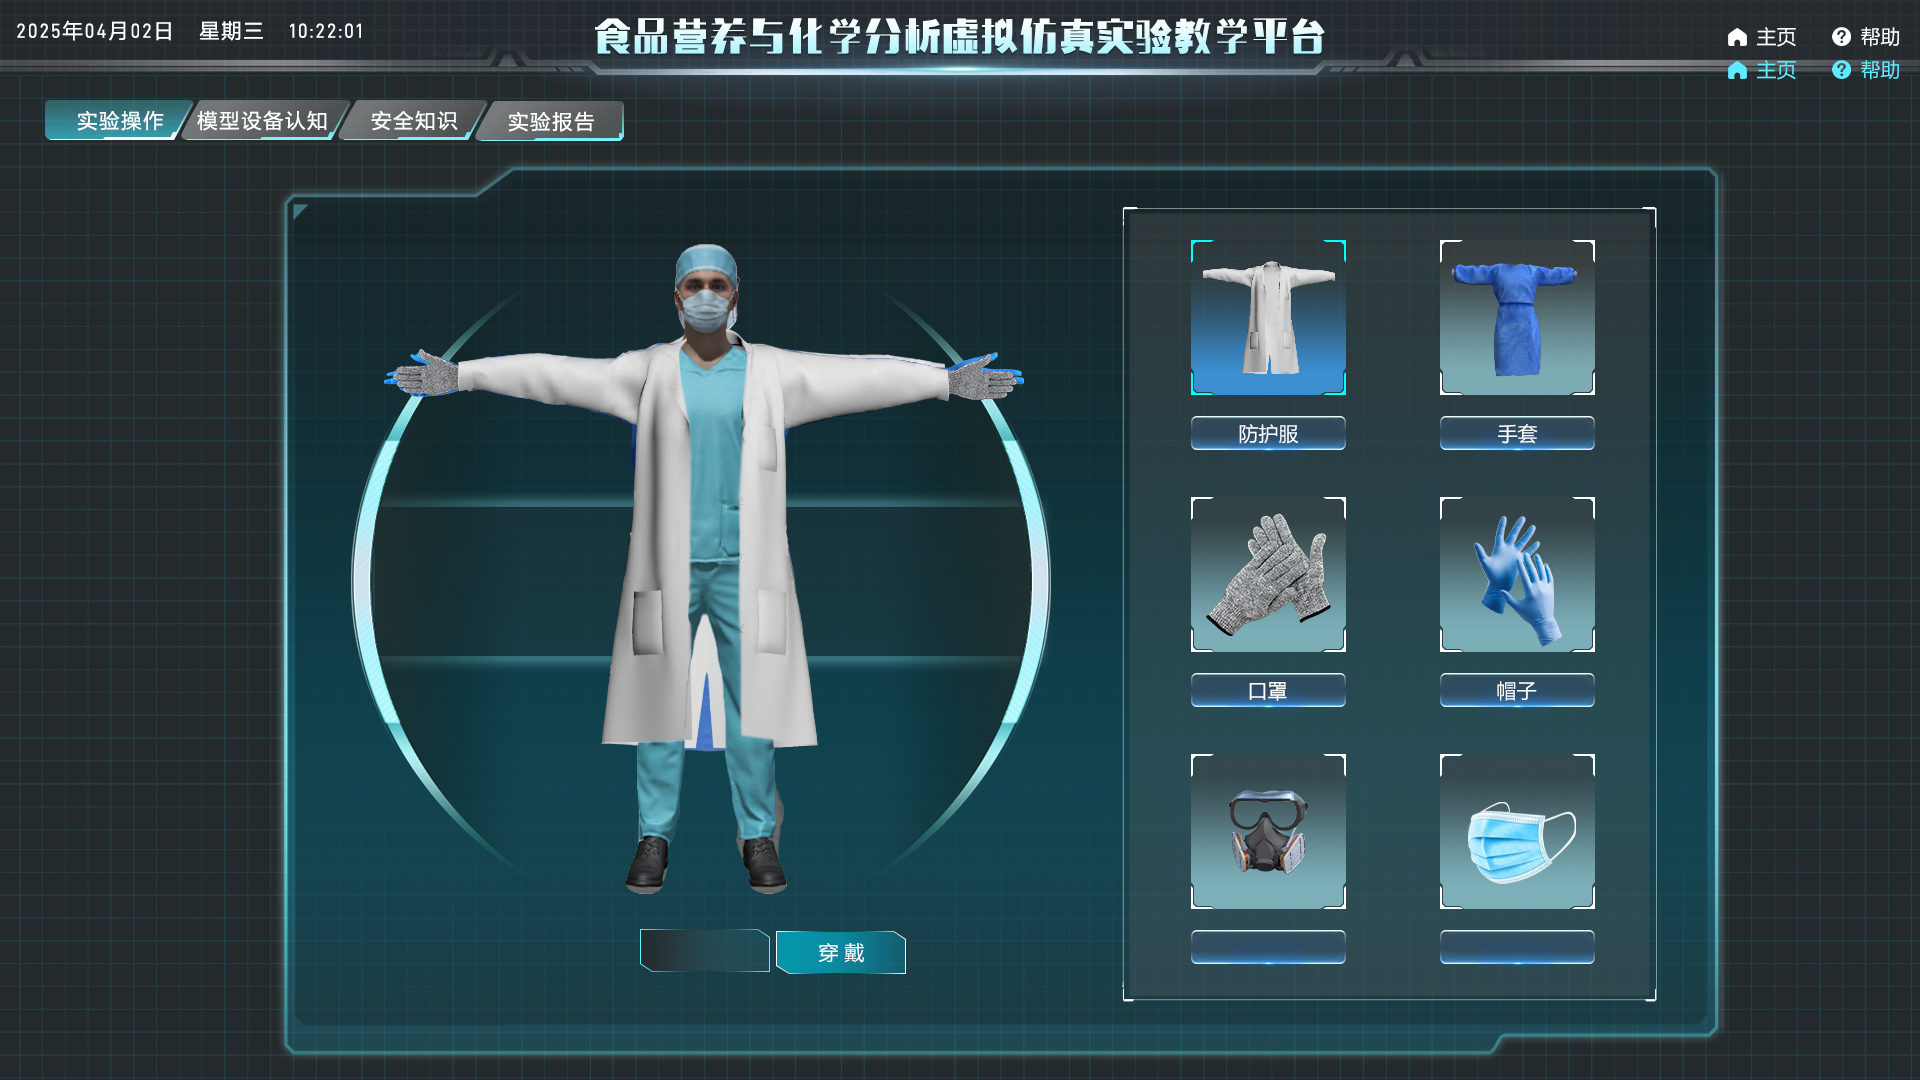 2025年04月02日 星期三 10:22:01
食品营养与化学分析虚拟仿真实验教学平台
主页 帮助
主页 帮助
实验操作 模型设备认知 安全知识 实验报告
防护服 手套
口罩 帽子
穿戴